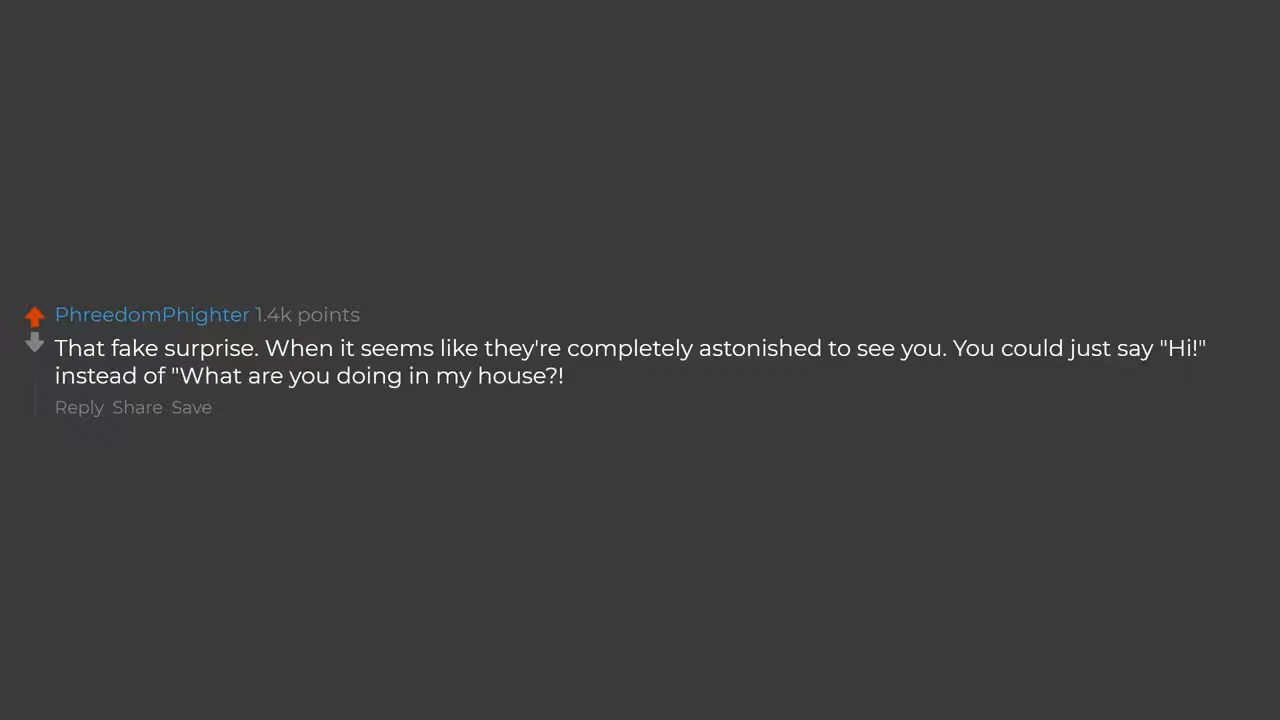 PhreedomPhighter 1.4k points
That fake surprise. When it seems like they're completely astonished to see you. You could just say "Hi!"
instead of "What are you doing in my house?!
Reply Share Save